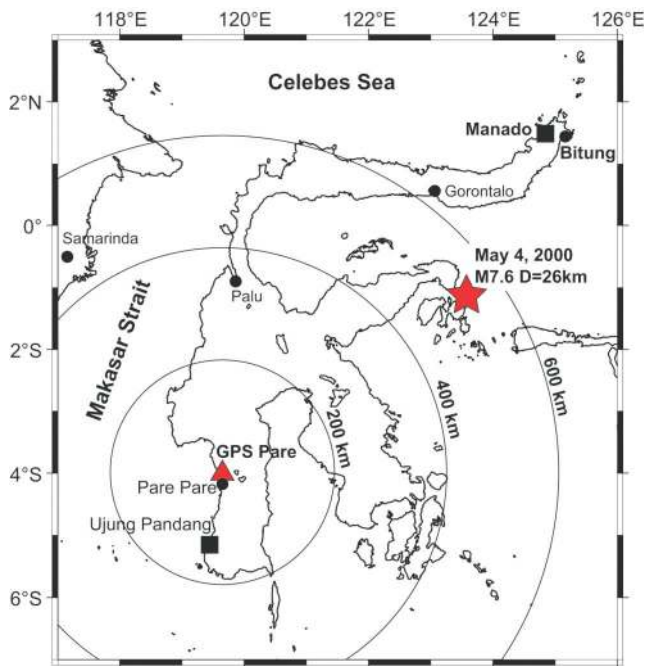 118°E 120°E 122°E 124°E 126°E
Celebes Sea
2°N
Manado
Bitung
Gorontalo
0°
Samarinda
May 4, 2000
M7.6 D=26km
Palu
Makasar Strait
2°S
600 km
400 km
200 km
GPS Pare
4°S
Pare Pare
Ujung Pandang
6°S